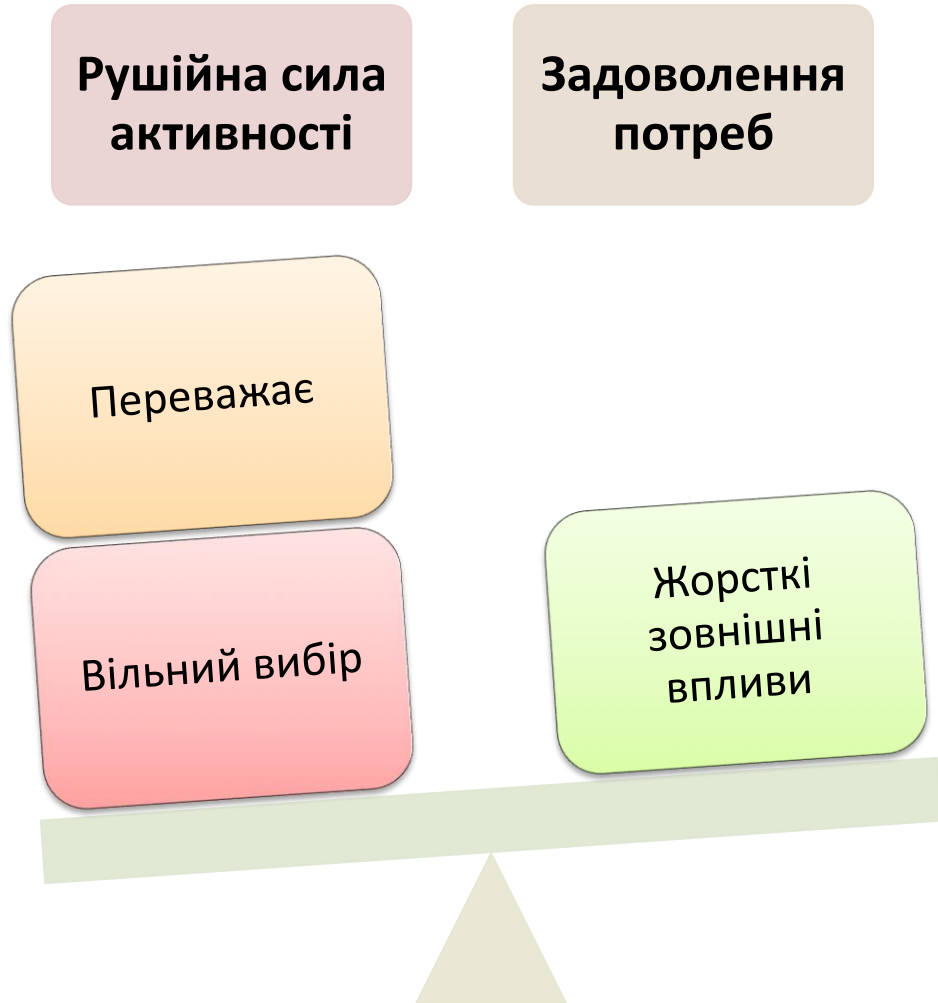 Рушійна сила
активності
Задоволення
потреб
Переважає
Вільний вибір
Жорсткі
зовнішні
впливи